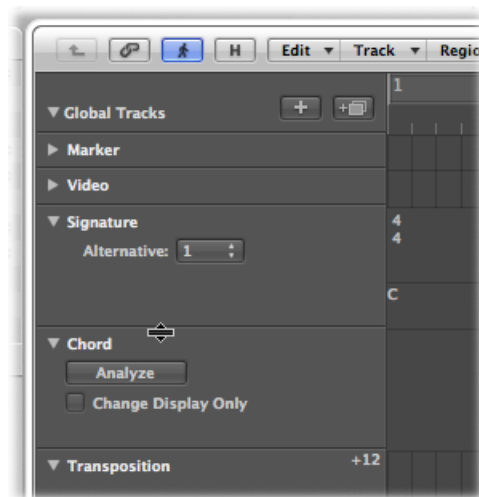 H Edit Track
1
Global Tracks
Marker
Video
Signature
4
4
Alternative: 1
C
Chord
Analyze
Change Display Only
Transposition +12